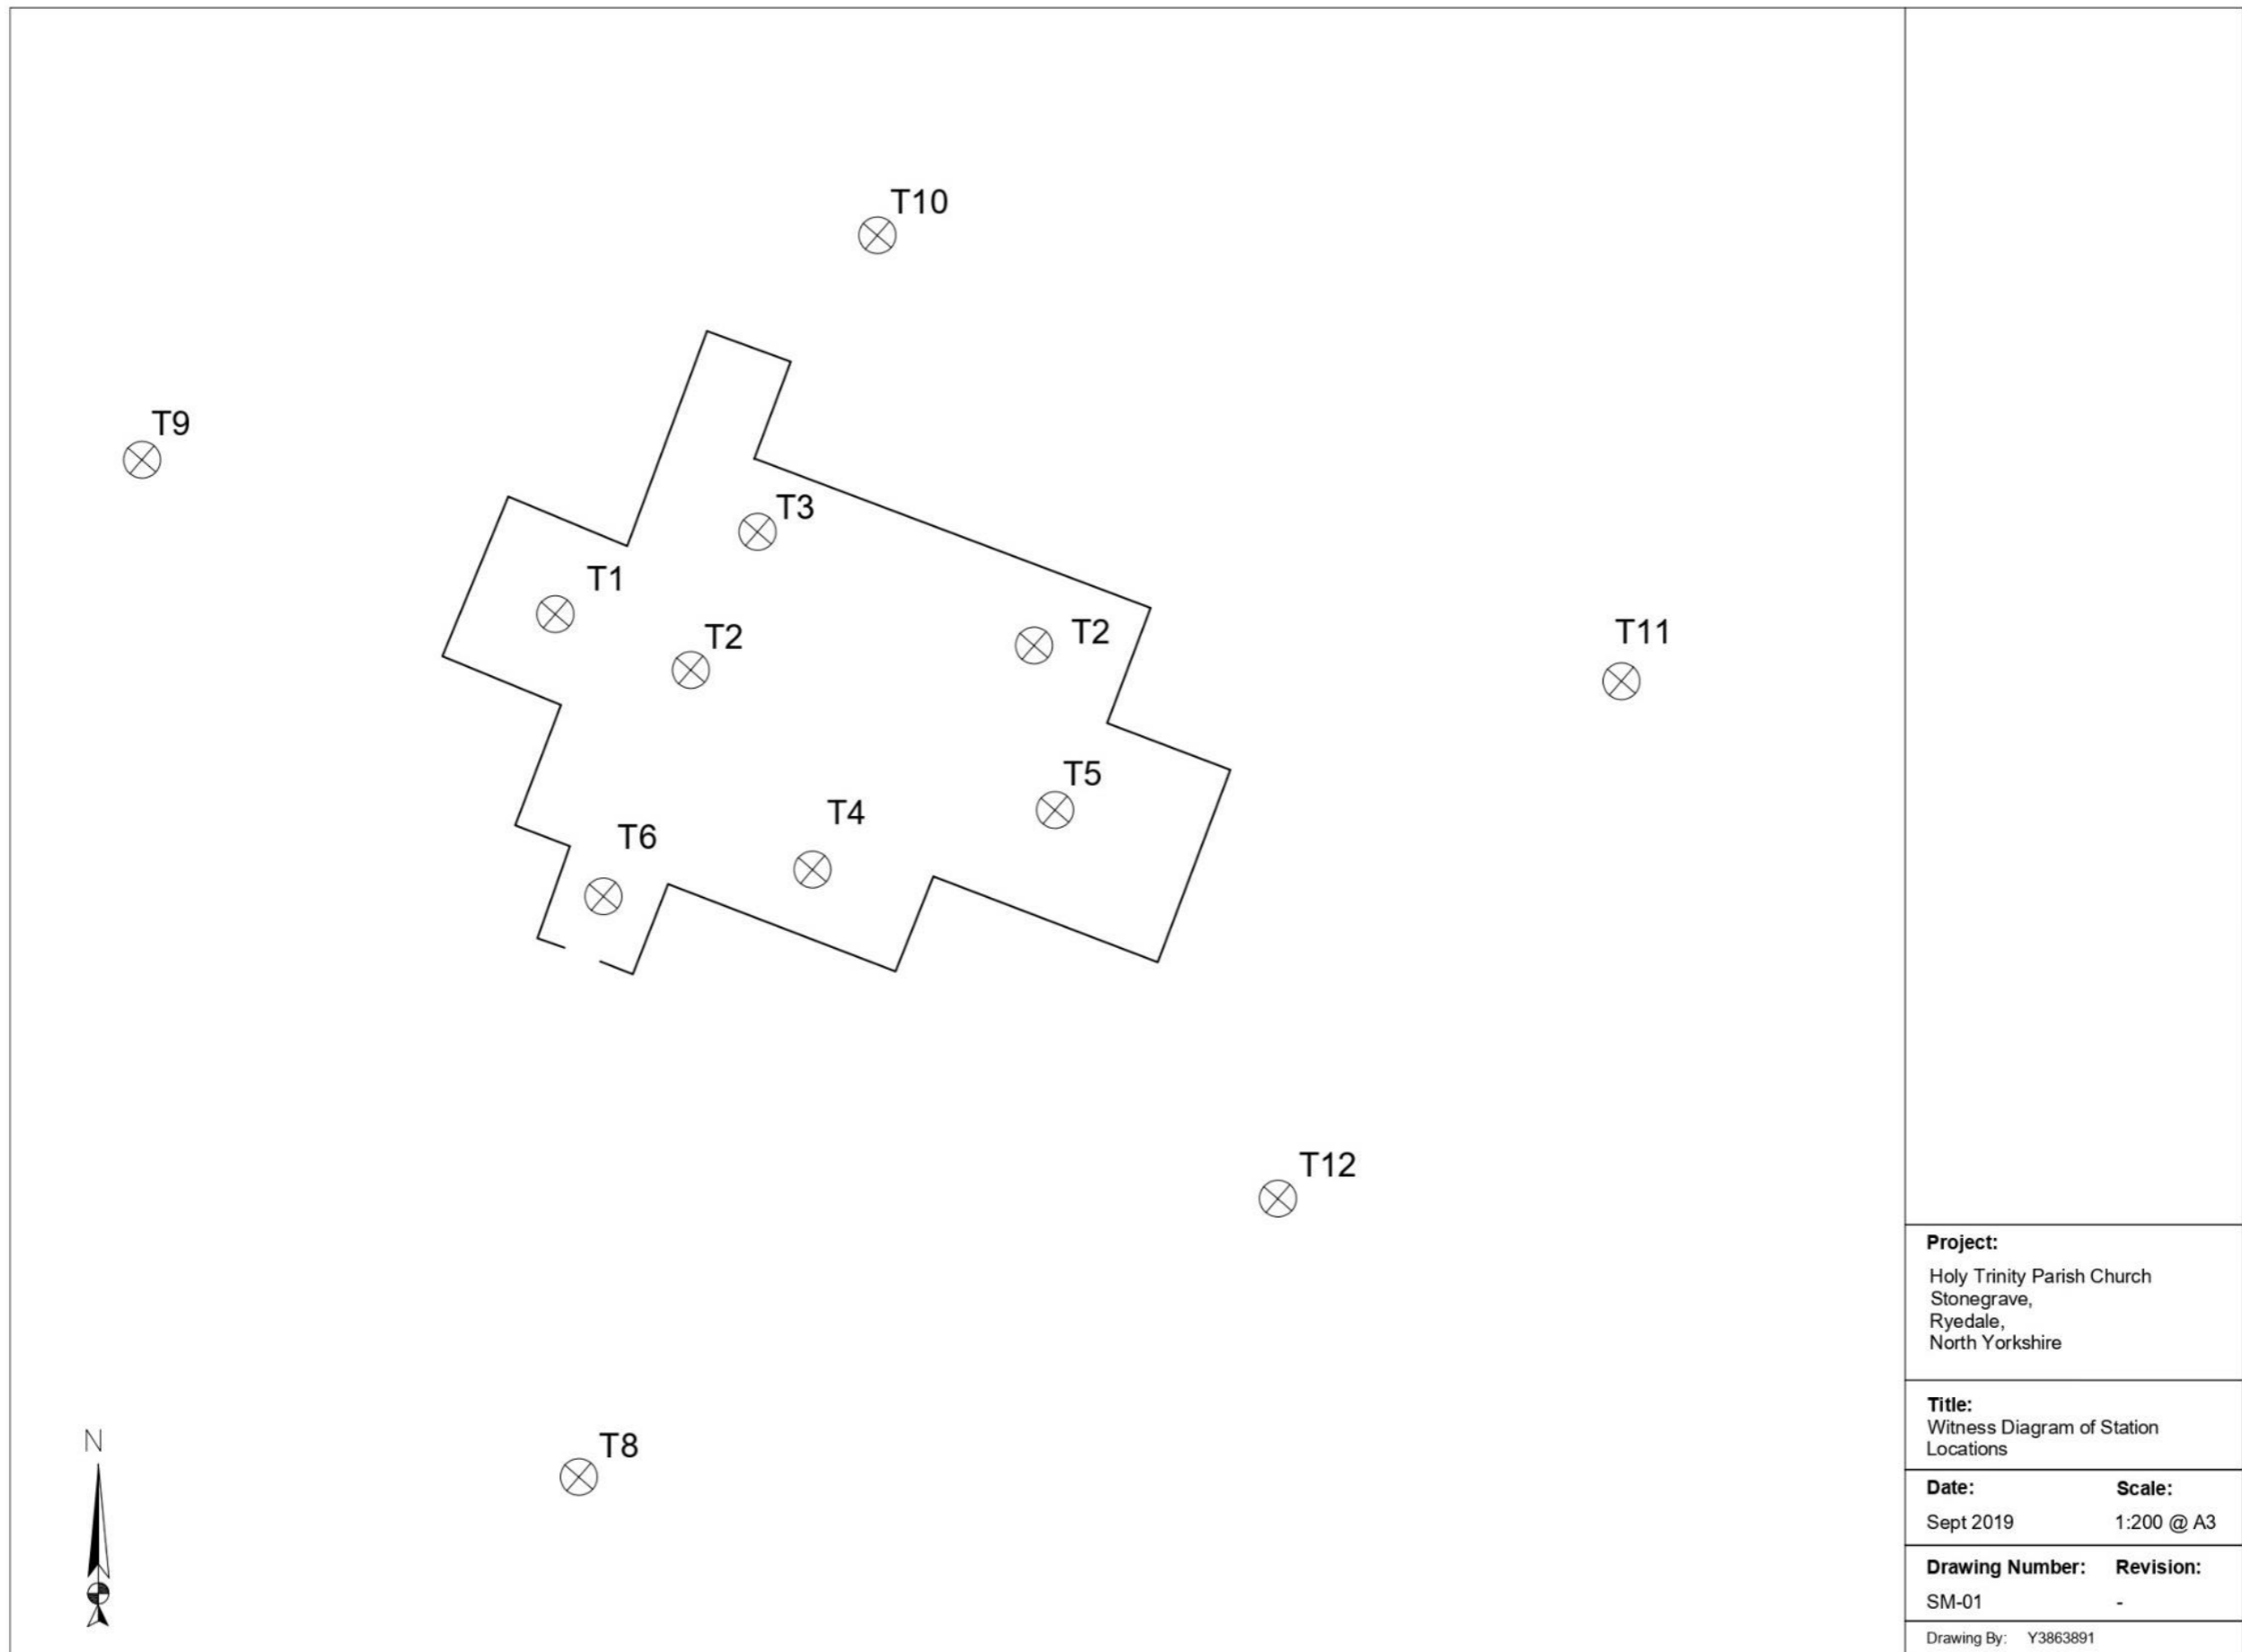 T10
T9
T3
T1
T2
T2
T11
T5
T4
T6
T12
T8
N
Project:
Holy Trinity Parish Church
Stonegrave,
Ryedale,
North Yorkshire
Title:
Witness Diagram of Station
Locations
Date: Scale:
Sept 2019 1:200 @ A3
Drawing Number: Revision:
SM-01 -
Drawing By: Y3863891